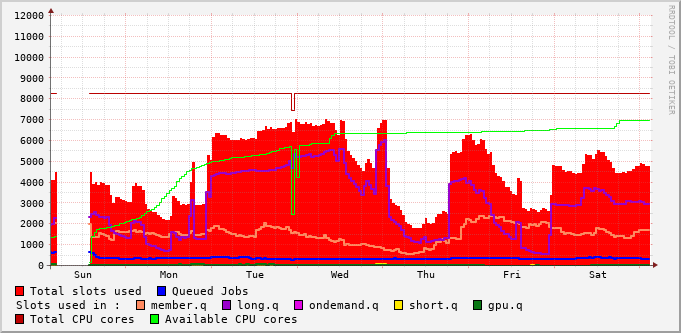 12000
11000
10000
9000
8000
7000
6000
5000
4000
3000
2000
1000
0
Sun Mon Tue Wed Thu Fri Sat
RRDTOOL / TOBI OETIKER
Total slots used Queued Jobs
Slots used in : member.q long.q ondemand.q short.q gpu.q
Total CPU cores Available CPU cores